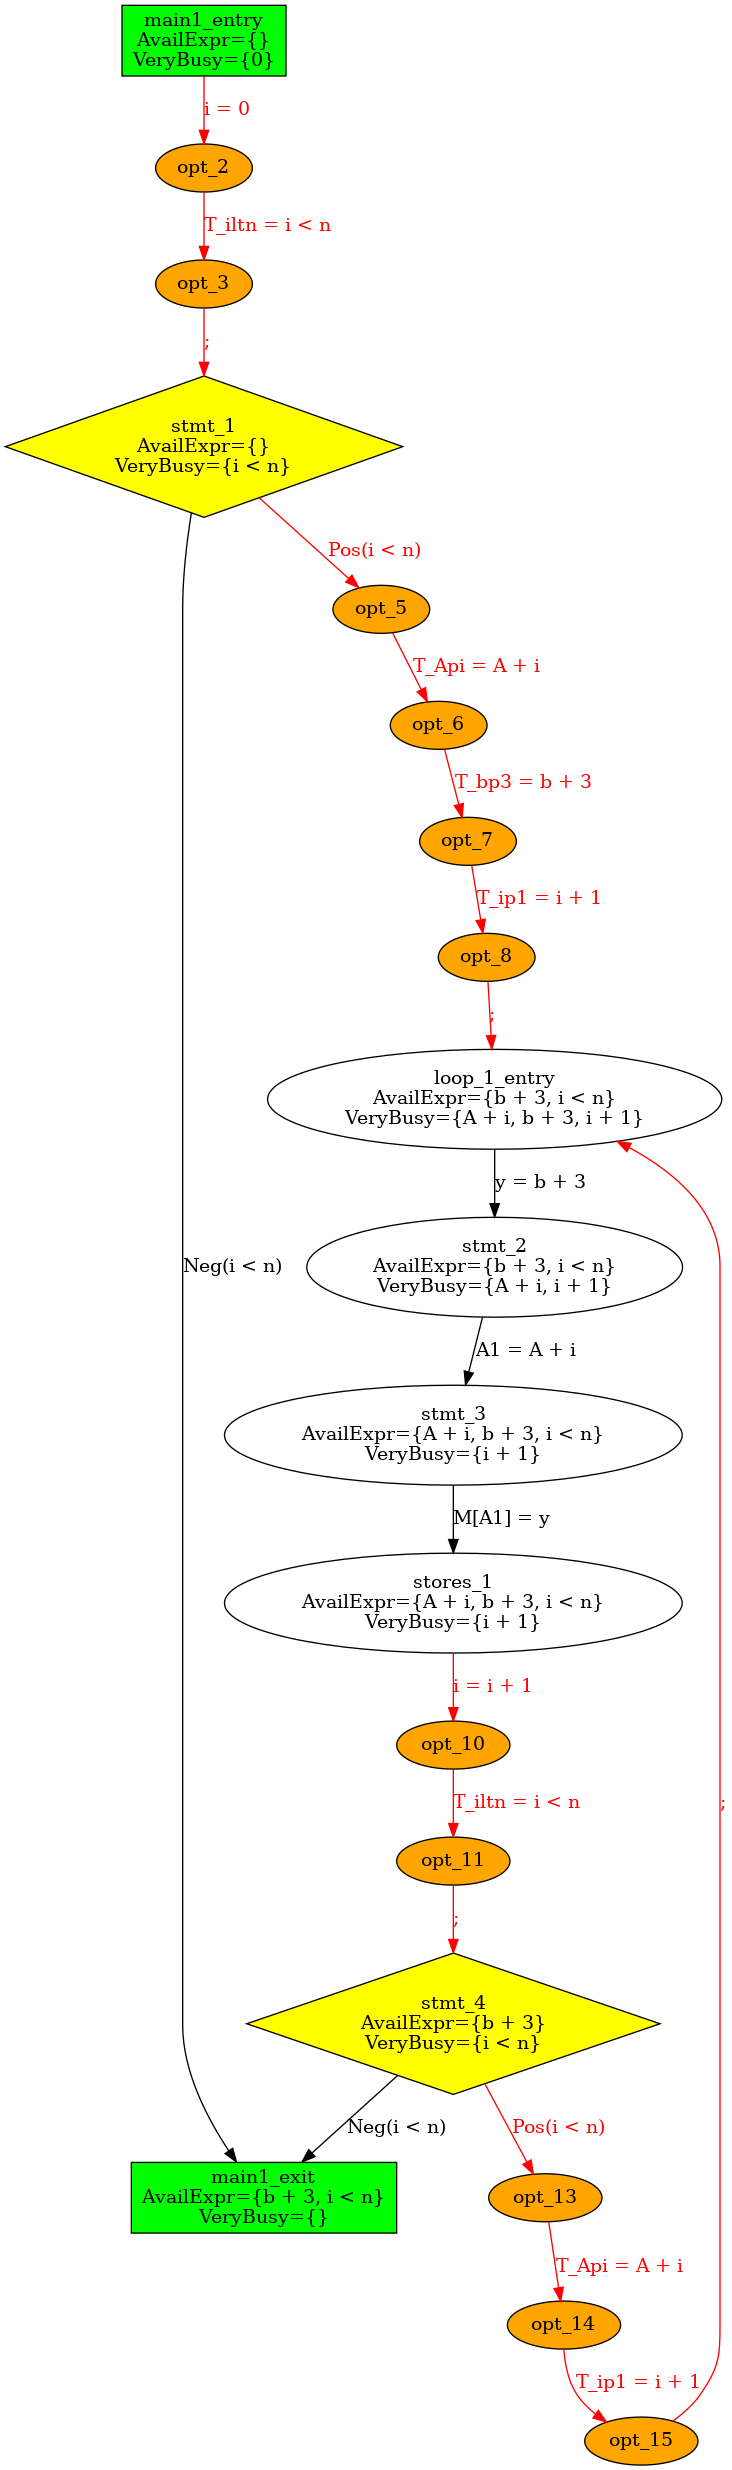 main1_entry
AvailExpr={}
VeryBusy={0}
i = 0
opt_2
T_iltn = i < n
opt_3
;
stmt_1
AvailExpr={}
VeryBusy={i < n}
Pos(i < n)
opt_5
T_Api = A + i
opt_6
T_bp3 = b + 3
opt_7
T_ip1 = i + 1
opt_8
;
loop_1_entry
AvailExpr={b + 3, i < n}
VeryBusy={A + i, b + 3, i + 1}
y = b + 3
Neg(i < n)
stmt_2
AvailExpr={b + 3, i < n}
VeryBusy={A + i, i + 1}
A1 = A + i
stmt_3
AvailExpr={A + i, b + 3, i < n}
VeryBusy={i + 1}
M[A1] = y
stores_1
AvailExpr={A + i, b + 3, i < n}
VeryBusy={i + 1}
i = i + 1
opt_10
T_iltn = i < n
;
opt_11
;
stmt_4
AvailExpr={b + 3}
VeryBusy={i < n}
Neg(i < n)
Pos(i < n)
main1_exit
AvailExpr={b + 3, i < n}
VeryBusy={}
opt_13
T_Api = A + i
opt_14
T_ip1 = i + 1
opt_15